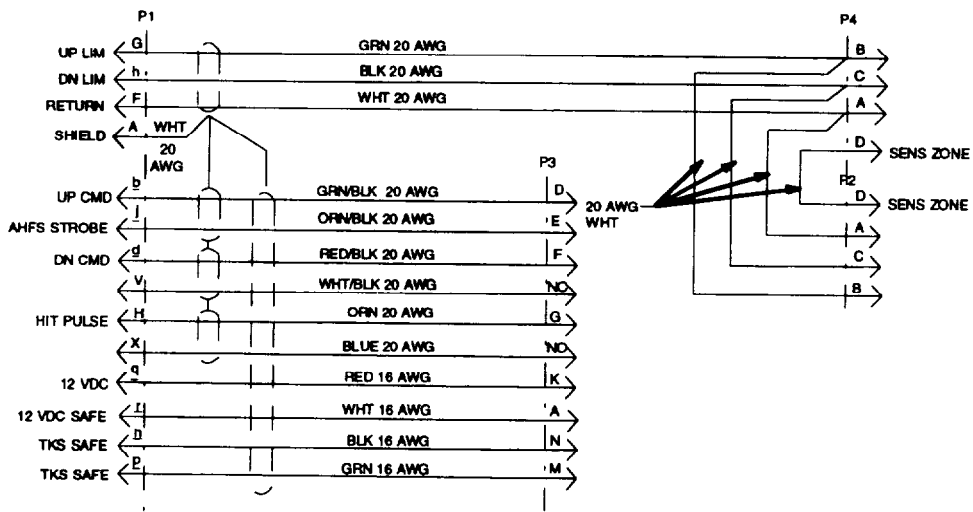 P1 P4
UP LIM G GRN 20 AWG B
DN LIM h BLK 20 AWG C
RETURN F WHT 20 AWG A
SHIELD A WHT
20
AWG
D SENS ZONE
P3 P2
UP CMD b GRN/BLK 20 AWG D
20 AWG
WHT
D SENS ZONE
AHFS STROBE ORN/BLK 20 AWG E A
DN CMD d RED/BLK 20 AWG F C
V WHT/BLK 20 AWG NC B
HIT PULSE H ORN 20 AWG G
X BLUE 20 AWG NC
12 VDC q RED 16 AWG K
12 VDC SAFE r WHT 16 AWG A
TKS SAFE n BLK 16 AWG N
TKS SAFE p GRN 16 AWG M